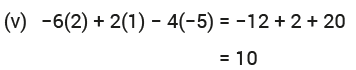 (v) −6(2) + 2(1) − 4(−5) = −12 + 2 + 20
= 10